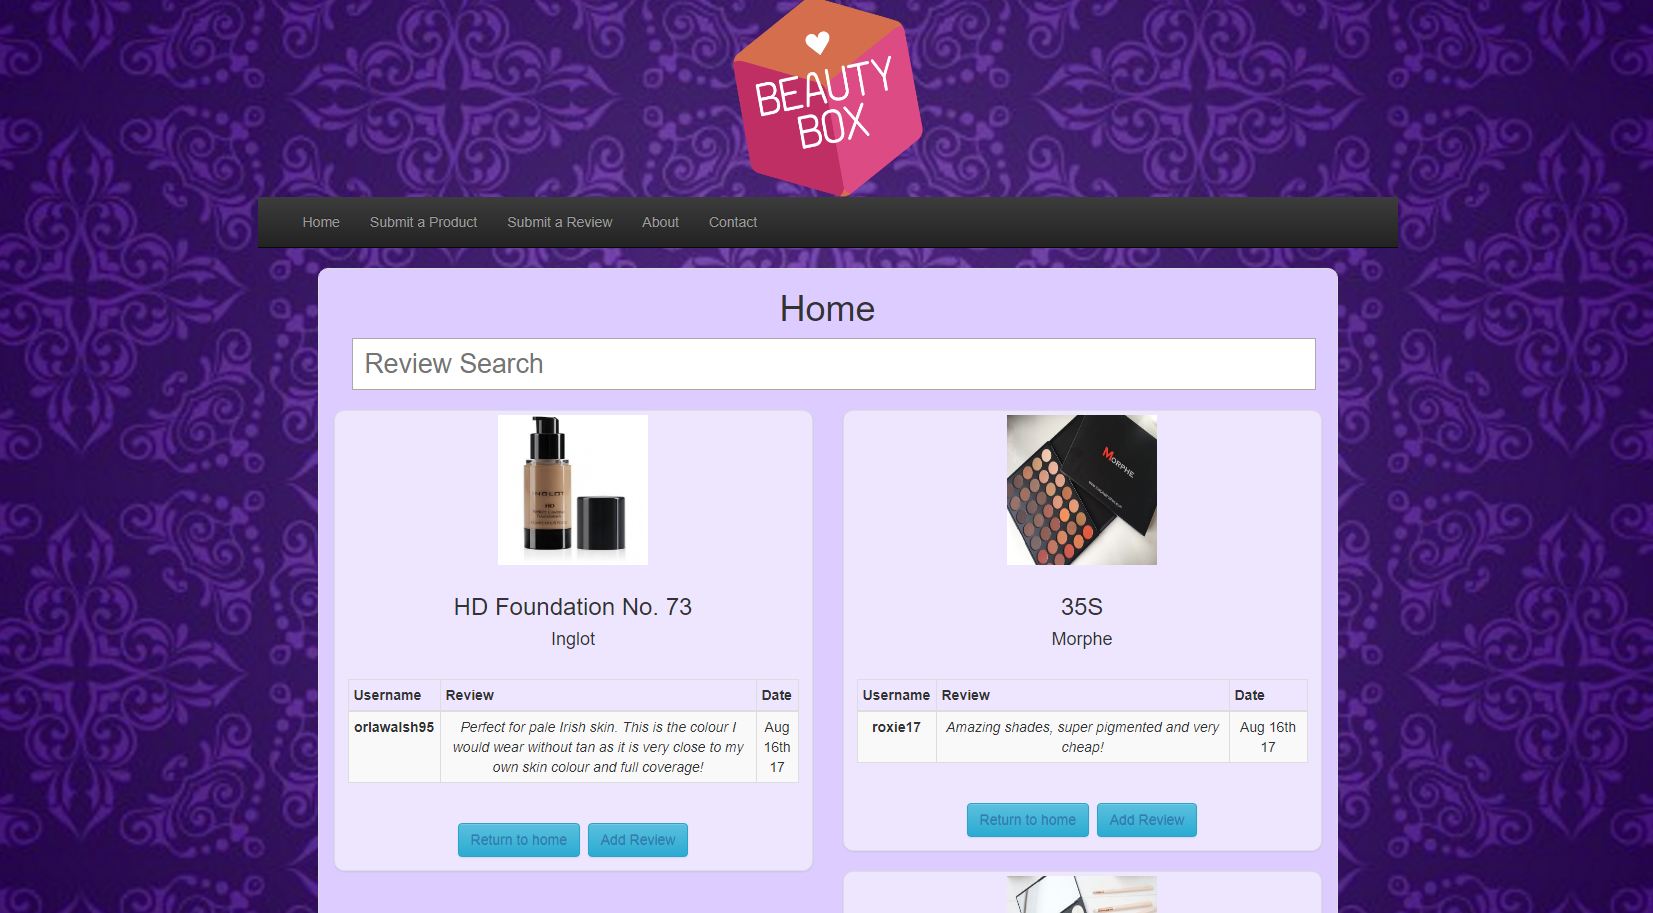 BEAUTY
BOX
Home
Submit a Product
Submit a Review
About
Contact
Home
Review Search
INGLOT
HD
HD Foundation No. 73
Inglot
Username
Review
Date
orlawalsh95
Perfect for pale Irish skin. This is the colour I
would wear without tan as it is very close to my
own skin colour and full coverage!
Aug
16th
17
Return to home
Add Review
MORPHE
35S
Morphe
Username
Review
Date
roxie17
Amazing shades, super pigmented and very
cheap!
Aug 16th
17
Return to home
Add Review